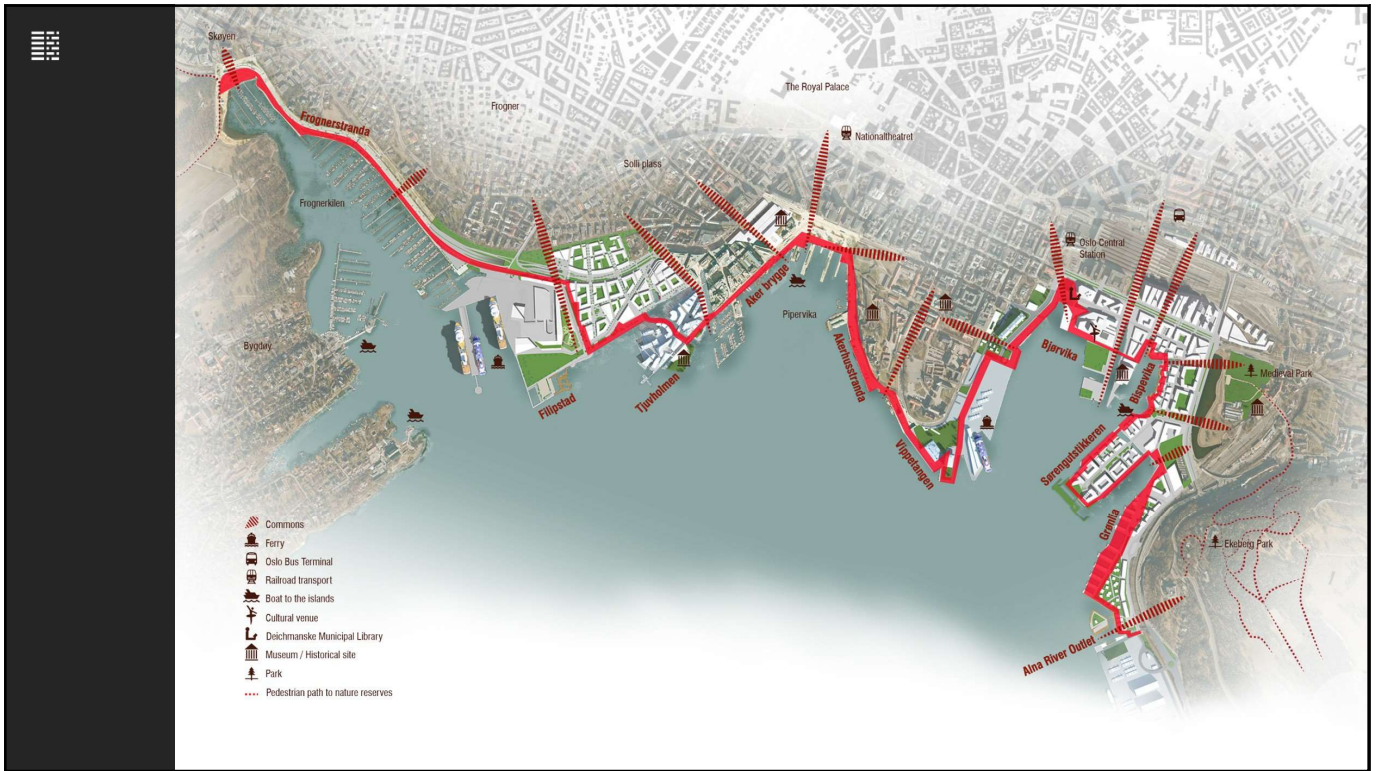 Skøyen
Frognerstranda
Frogner
The Royal Palace
Nationaltheatret
Solli plass
Frognerkilen
Oslo Central
Station
Aker brygge
Pipervika
Bygdøy
Akerhusstranda
Bjørvika
Bispevika
Medieval Park
Filipstad
Tjuvholmen
Vippetangen
Sørengutstikkeren
Grønlia
Ekeberg Park
Alna River Outlet
Commons
Ferry
Oslo Bus Terminal
Railroad transport
Boat to the islands
Cultural venue
Deichmanske Municipal Library
Museum / Historical site
Park
Pedestrian path to nature reserves